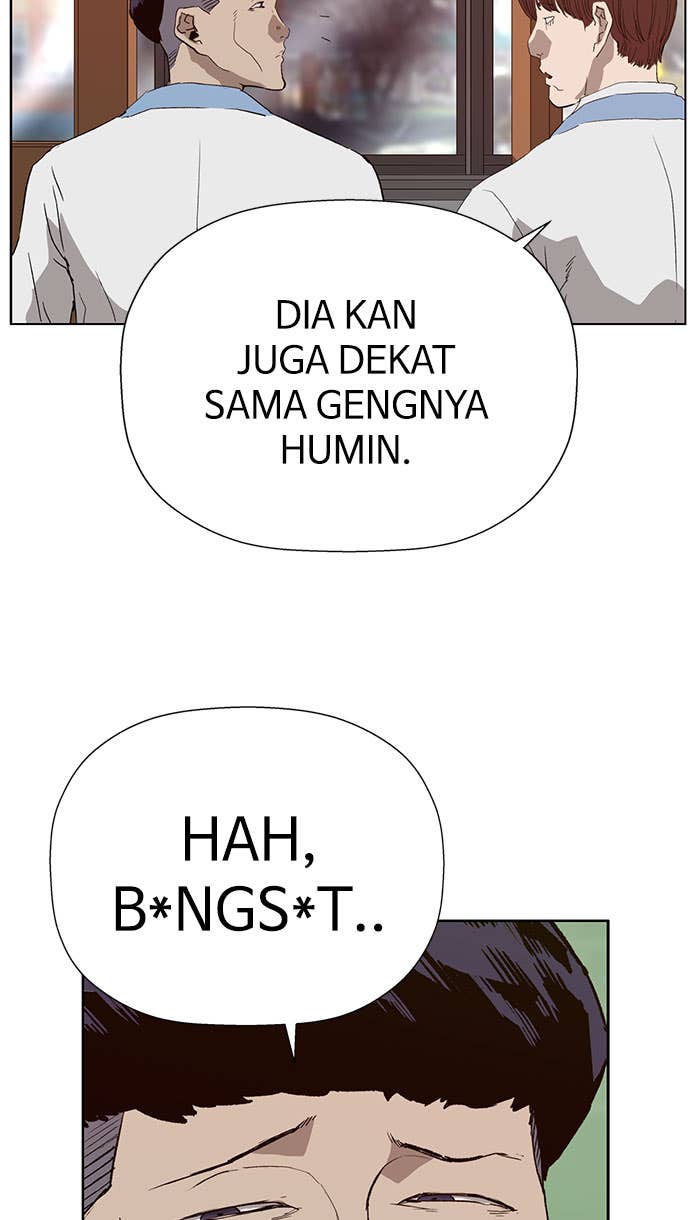 DIA KAN
JUGA DEKAT
SAMA GENGNYA
HUMIN.
HAH,
B*NGS*T..